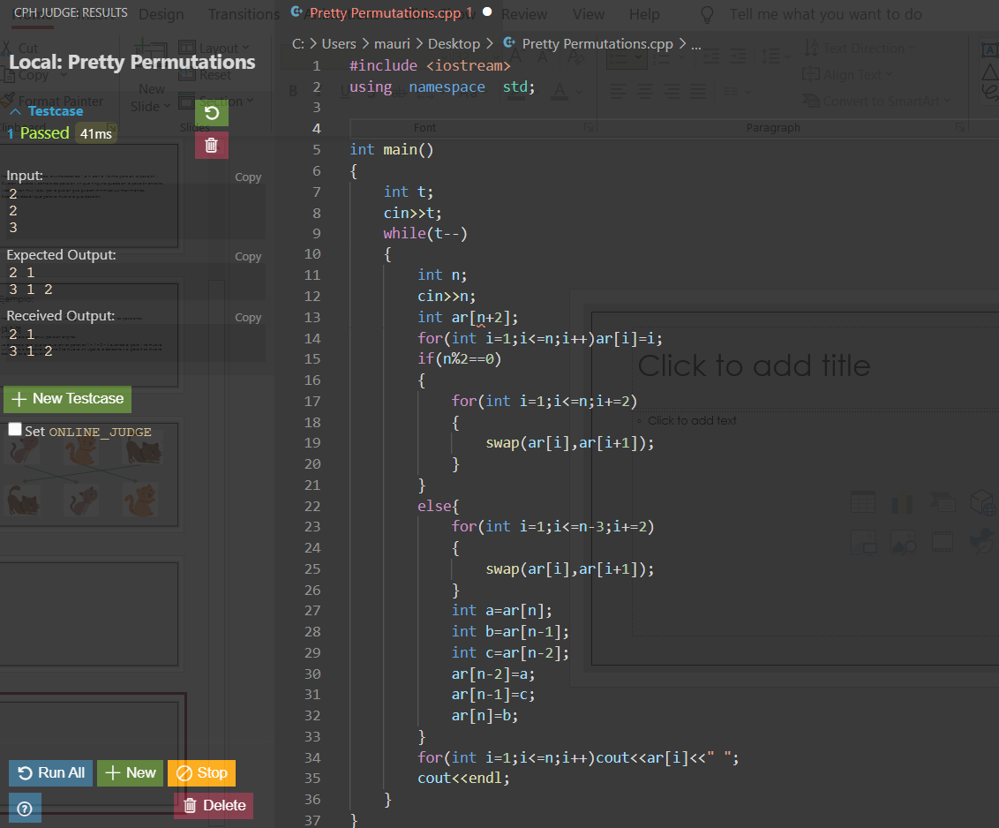 CPH JUDGE: RESULTS
Design Transitions Review View Help Tell me what you want to do
Pretty Permutations.cpp 1
Cut
Copy
Format Painter
New
Slide
Layout
Reset
Section
Slides
Text Direction
Align Text
Convert to SmartArt
Font
Paragraph
Local: Pretty Permutations
Testcase
1 Passed 41ms
Input:
Copy
2
2
3
Expected Output:
Copy
2 1
3 1 2
Received Output:
Copy
2 1
3 1 2
New Testcase
Set ONLINE_JUDGE
Run All
New
Stop
Delete
C: > Users > mauri > Desktop > Pretty Permutations.cpp > ...
1 #include <iostream>
2 using namespace std;
3
4
5 int main()
6 {
7 int t;
8 cin>>t;
9 while(t--)
10 {
11 int n;
12 cin>>n;
13 int ar[n+2];
14 for(int i=1;i<=n;i++)ar[i]=i;
15 if(n%2==0)
16 {
17 for(int i=1;i<=n;i+=2)
18 {
19 swap(ar[i],ar[i+1]);
20 }
21 }
22 else{
23 for(int i=1;i<=n-3;i+=2)
24 {
25 swap(ar[i],ar[i+1]);
26 }
27 int a=ar[n];
28 int b=ar[n-1];
29 int c=ar[n-2];
30 ar[n-2]=a;
31 ar[n-1]=c;
32 ar[n]=b;
33 }
34 for(int i=1;i<=n;i++)cout<<ar[i]<<" ";
35 cout<<endl;
36 }
37 }
Click to add title
Click to add text